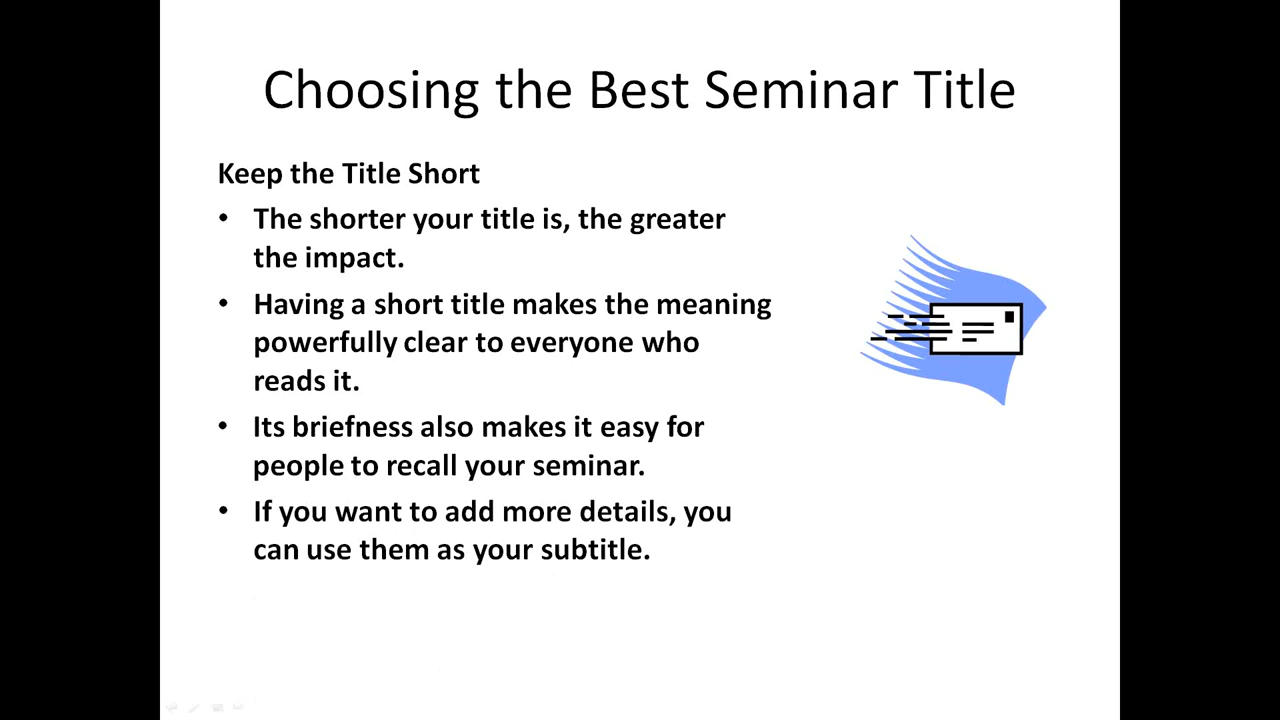 Choosing the Best Seminar Title
Keep the Title Short
• The shorter your title is, the greater
the impact.
• Having a short title makes the meaning
powerfully clear to everyone who
reads it.
• Its briefness also makes it easy for
people to recall your seminar.
• If you want to add more details, you
can use them as your subtitle.